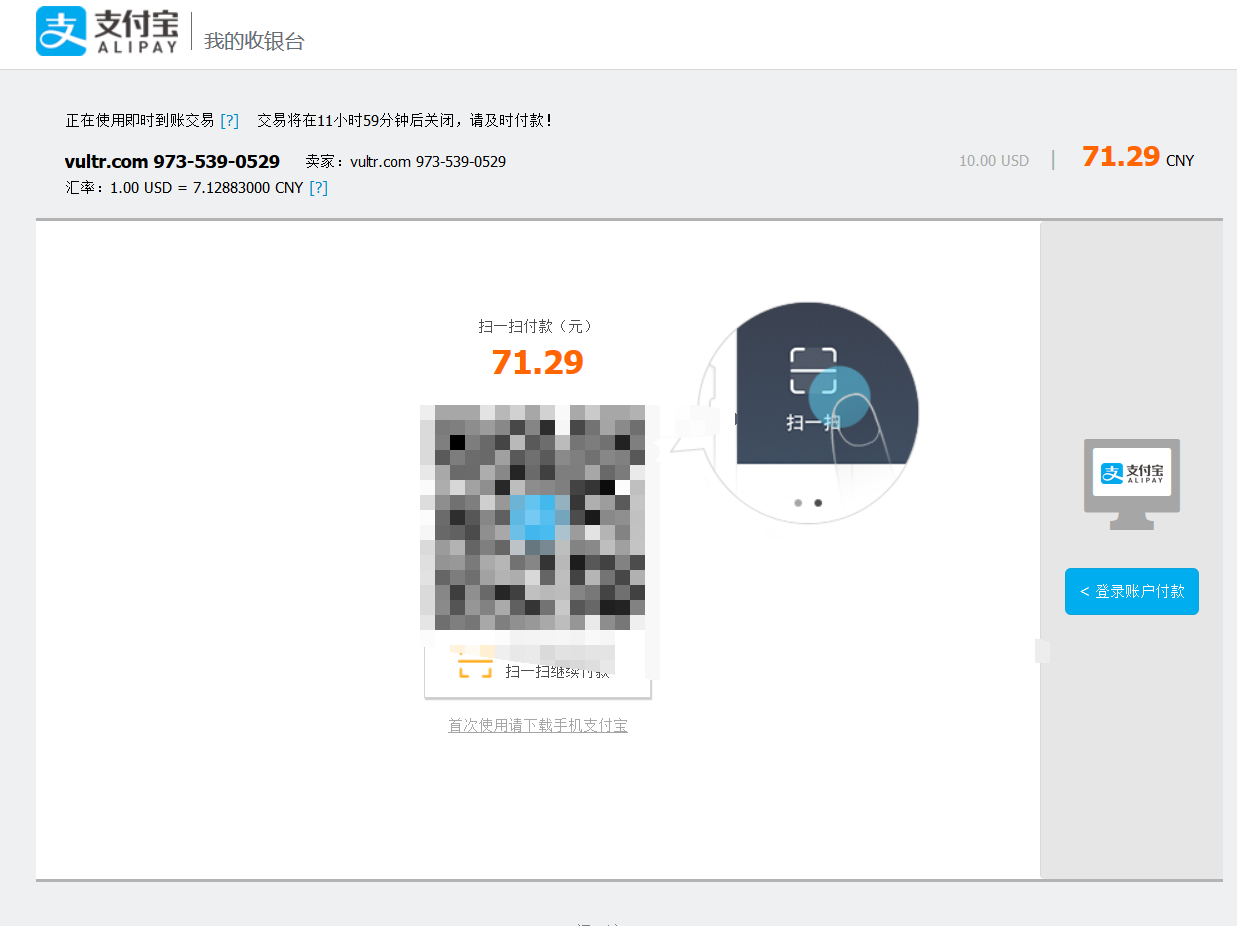 支付宝
ALIPAY
我的收银台
正在使用即时到账交易 [?] 交易将在11小时59分钟后关闭，请及时付款！
vultr.com 973-539-0529 卖家：vultr.com 973-539-0529
10.00 USD | 71.29 CNY
汇率：1.00 USD = 7.12883000 CNY [?]
扫一扫付款（元）
71.29
扫一扫
支付宝
ALIPAY
< 登录账户付款
扫一扫继续付款
首次使用请下载手机支付宝